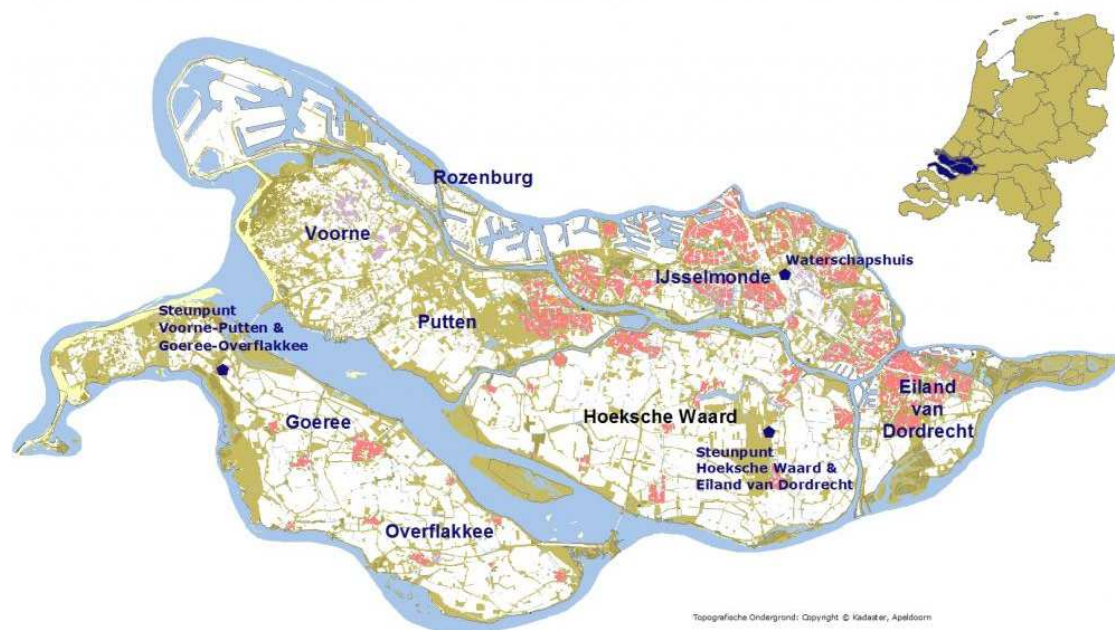 Rozenburg
Voorne
Waterschapshuis
IJsselmonde
Steunpunt
Voorne-Putten &
Goeree-Overflakkee
Putten
Eiland
van
Dordrecht
Goeree
Hoeksche Waard
Steunpunt
Hoeksche Waard &
Eiland van Dordrecht
Overflakkee
Topografische Ondergrond: Copyright © Kadaster, Apeldoorn